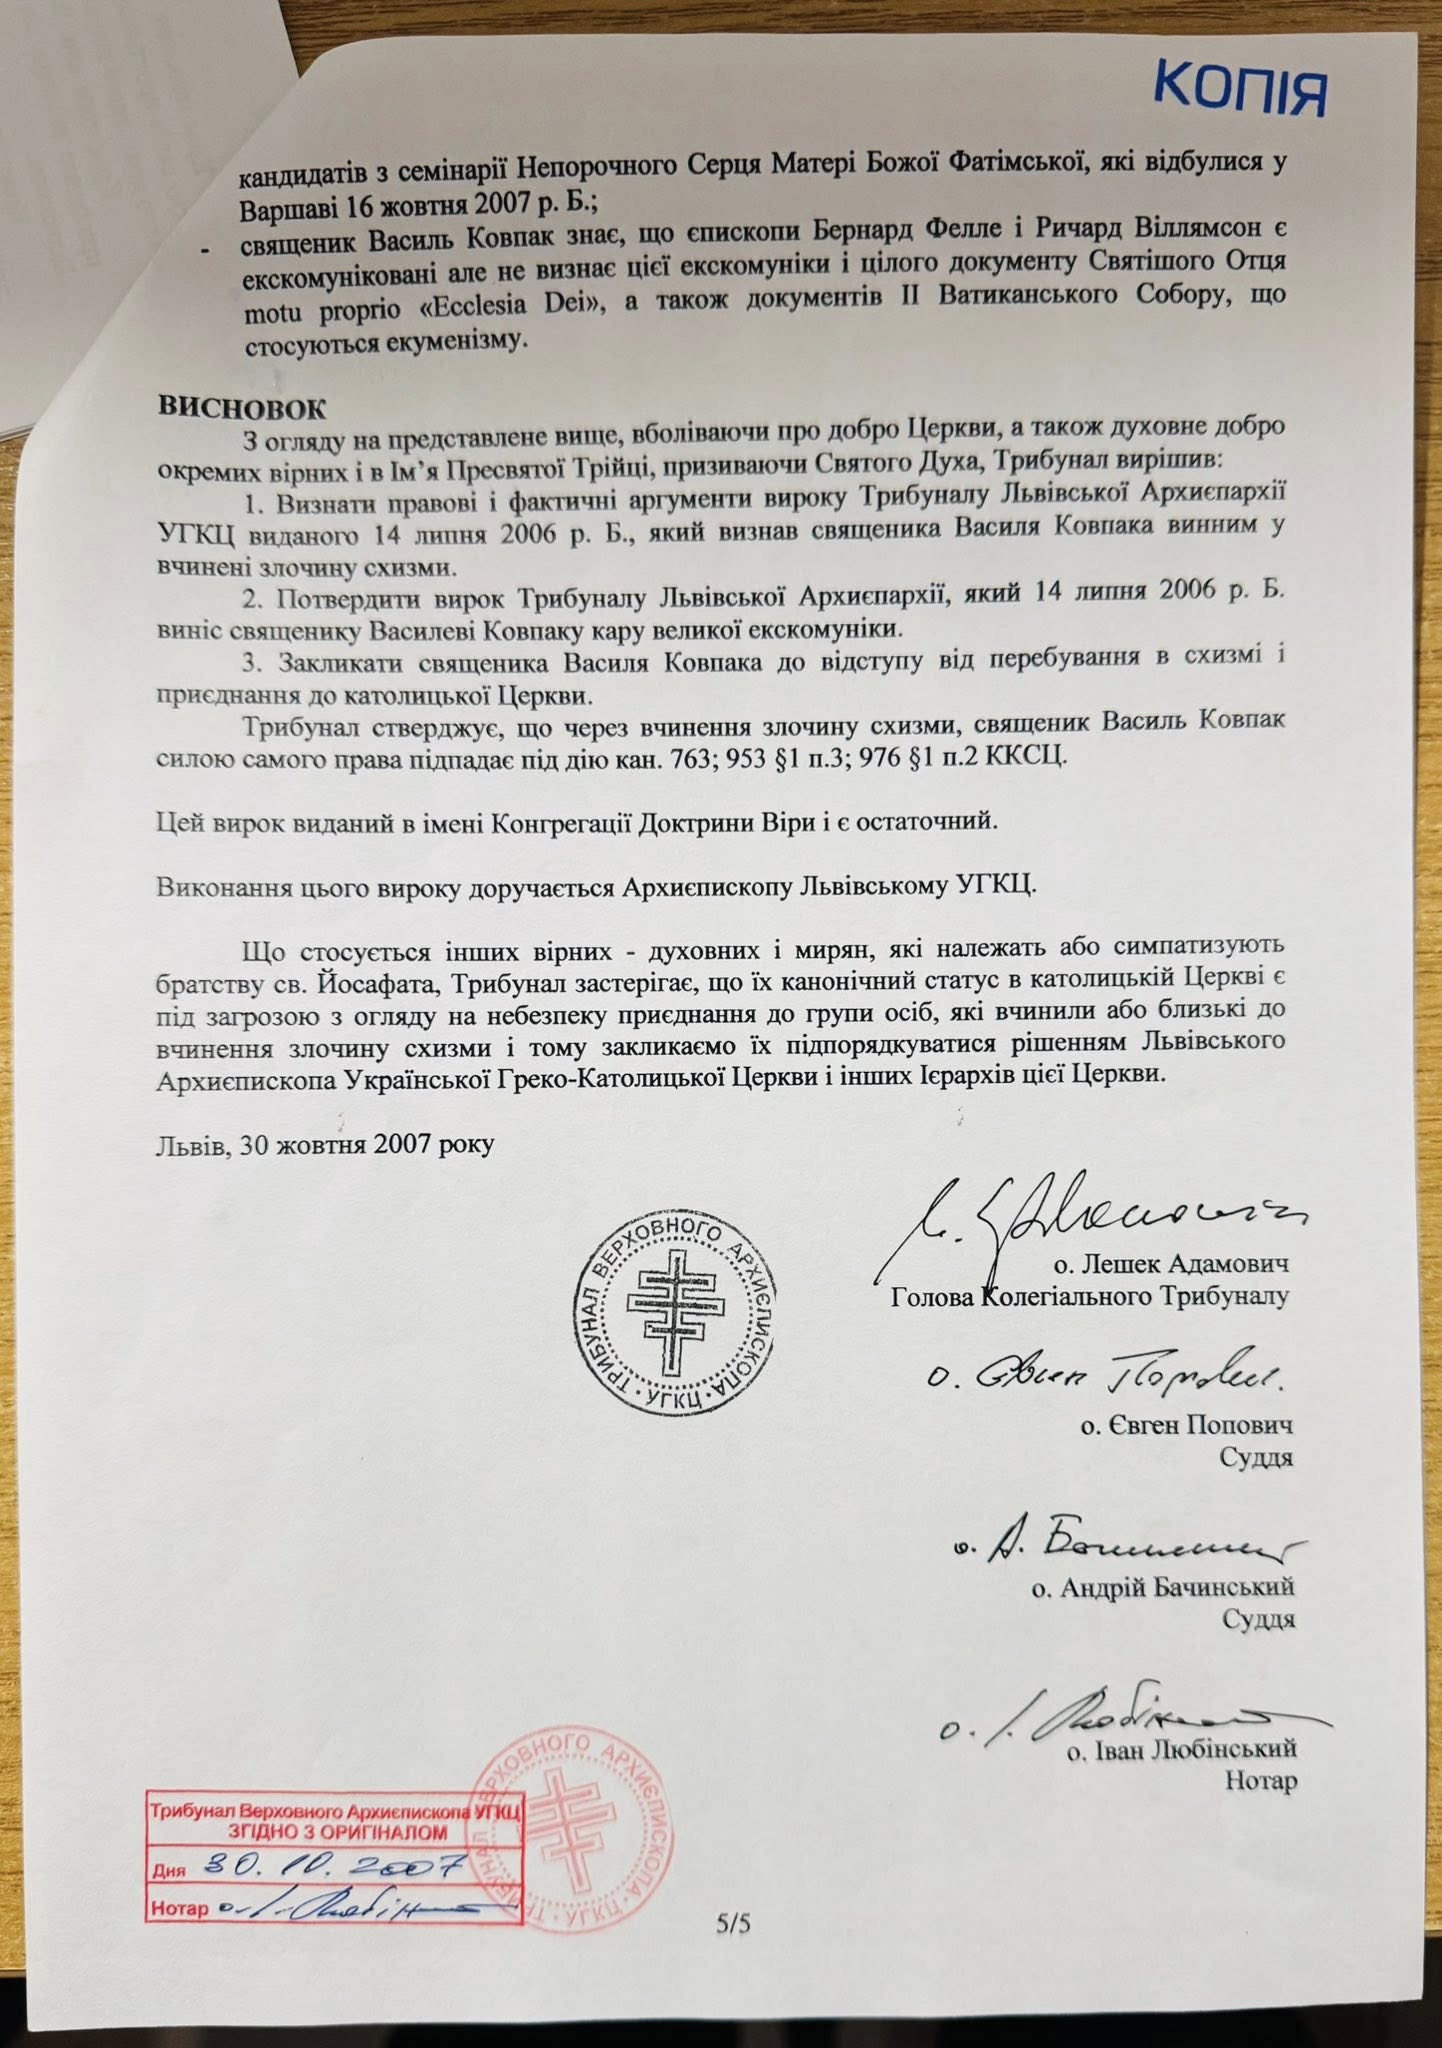 КОПІЯ
кандидатів з семінарії Непорочного Серця Матері Божої Фатімської, які відбулися у
Варшаві 16 жовтня 2007 р. Б.;
- священик Василь Ковпак знає, що єпископи Бернард Фелле і Ричард Віллямсон є
екскомуніковані але не визнає цієї екскомуніки і цілого документу Святішого Отця
motu proprio «Ecclesia Dei», а також документів II Ватиканського Собору, що
стосуються екуменізму.
ВИСНОВОК
З огляду на представлене вище, вболіваючи про добро Церкви, а також духовне добро
окремих вірних і в Ім’я Пресвятої Трійці, призиваючи Святого Духа, Трибунал вирішив:
1. Визнати правові і фактичні аргументи вироку Трибуналу Львівської Архиєпархії
УГКЦ виданого 14 липня 2006 р. Б., який визнав священика Василя Ковпака винним у
вчинені злочину схизми.
2. Потвердити вирок Трибуналу Львівської Архиєпархії, який 14 липня 2006 р. Б.
виніс священику Василеві Ковпаку кару великої екскомуніки.
3. Закликати священика Василя Ковпака до відступу від перебування в схизмі і
приєднання до католицької Церкви.
Трибунал стверджує, що через вчинення злочину схизми, священик Василь Ковпак
силою самого права підпадає під дію кан. 763; 953 §1 п.3; 976 §1 п.2 ККСЦ.
Цей вирок виданий в імені Конгрегації Доктрини Віри і є остаточний.
Виконання цього вироку доручається Архиєпископу Львівському УГКЦ.
Що стосується інших вірних - духовних і мирян, які належать або симпатизують
братству св. Йосафата, Трибунал застерігає, що їх канонічний статус в католицькій Церкві є
під загрозою з огляду на небезпеку приєднання до групи осіб, які вчинили або близькі до
вчинення злочину схизми і тому закликаємо їх підпорядкуватися рішенням Львівського
Архиєпископа Української Греко-Католицької Церкви і інших Ієрархів цієї Церкви.
Львів, 30 жовтня 2007 року
ТРИБУНАЛ ВЕРХОВНОГО АРХИЄПИСКОПА · УГКЦ ·
о. Лешек Адамович
Голова Колегіального Трибуналу
о. Євген Попович
о. Євген Попович
Суддя
о. А.
о. Андрій Бачинський
Суддя
о. І.
о. Іван Любінський
Нотар
ТРИБУНАЛ ВЕРХОВНОГО АРХИЄПИСКОПА · УГКЦ ·
Трибунал Верховного Архиєпископа УГКЦ
ЗГІДНО З ОРИГІНАЛОМ
Дня 30.10.2007
Нотар о. І.
5/5